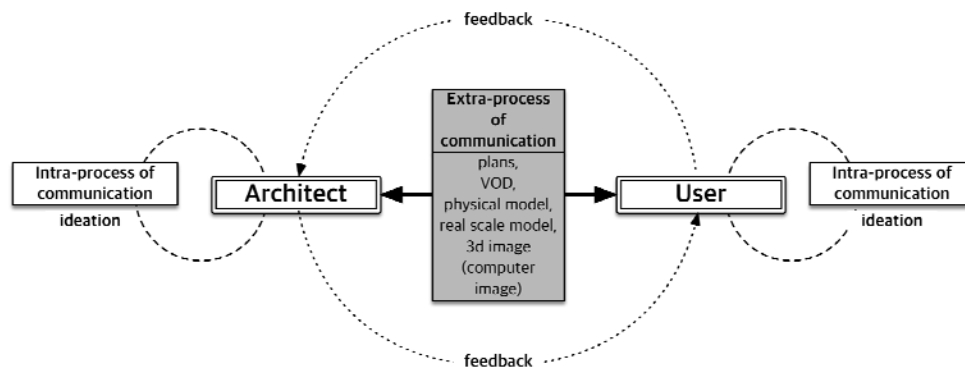 feedback
Extra-process
of
communication
plans,
VOD,
physical model,
real scale model,
3d image
(computer
image)
Intra-process of
communication
ideation
Architect
User
Intra-process of
communication
ideation
feedback